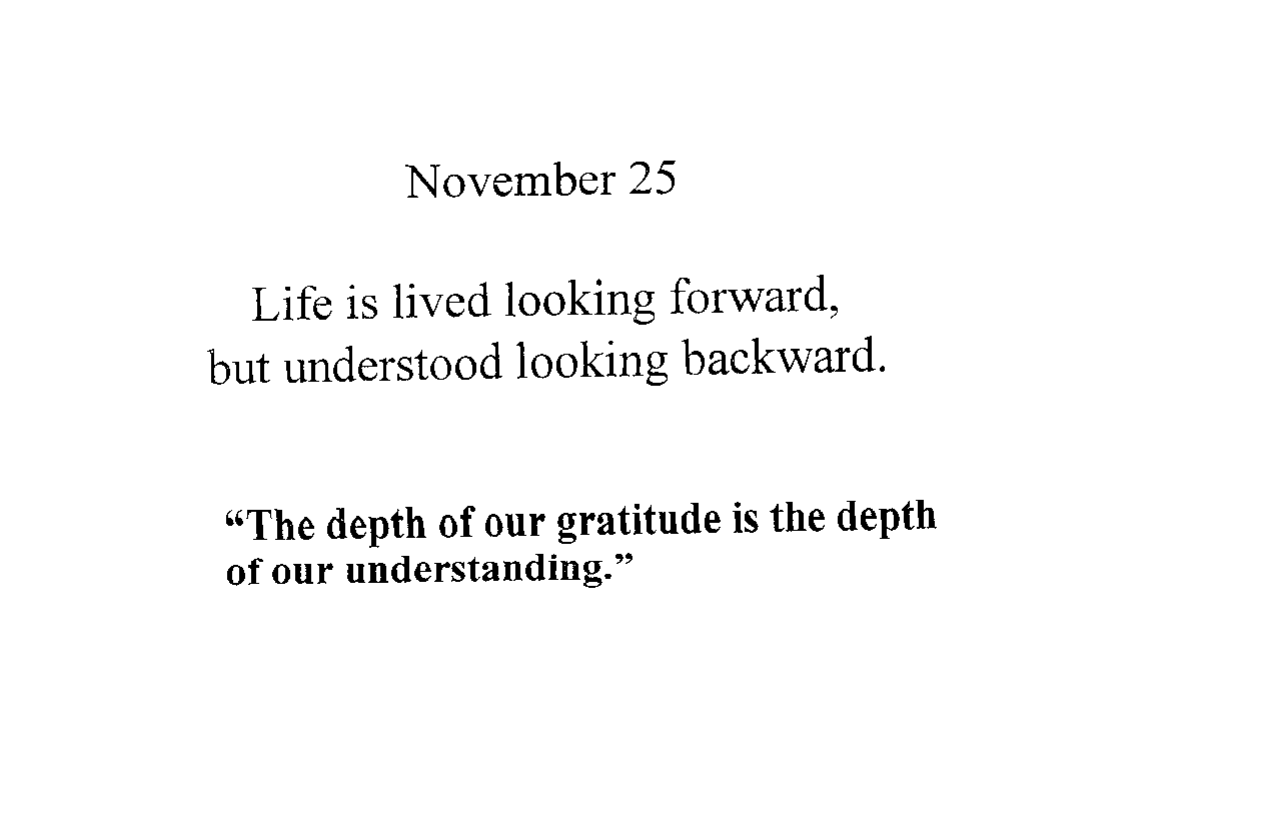 November 25
Life is lived looking forward,
but understood looking backward.
“The depth of our gratitude is the depth
of our understanding.”